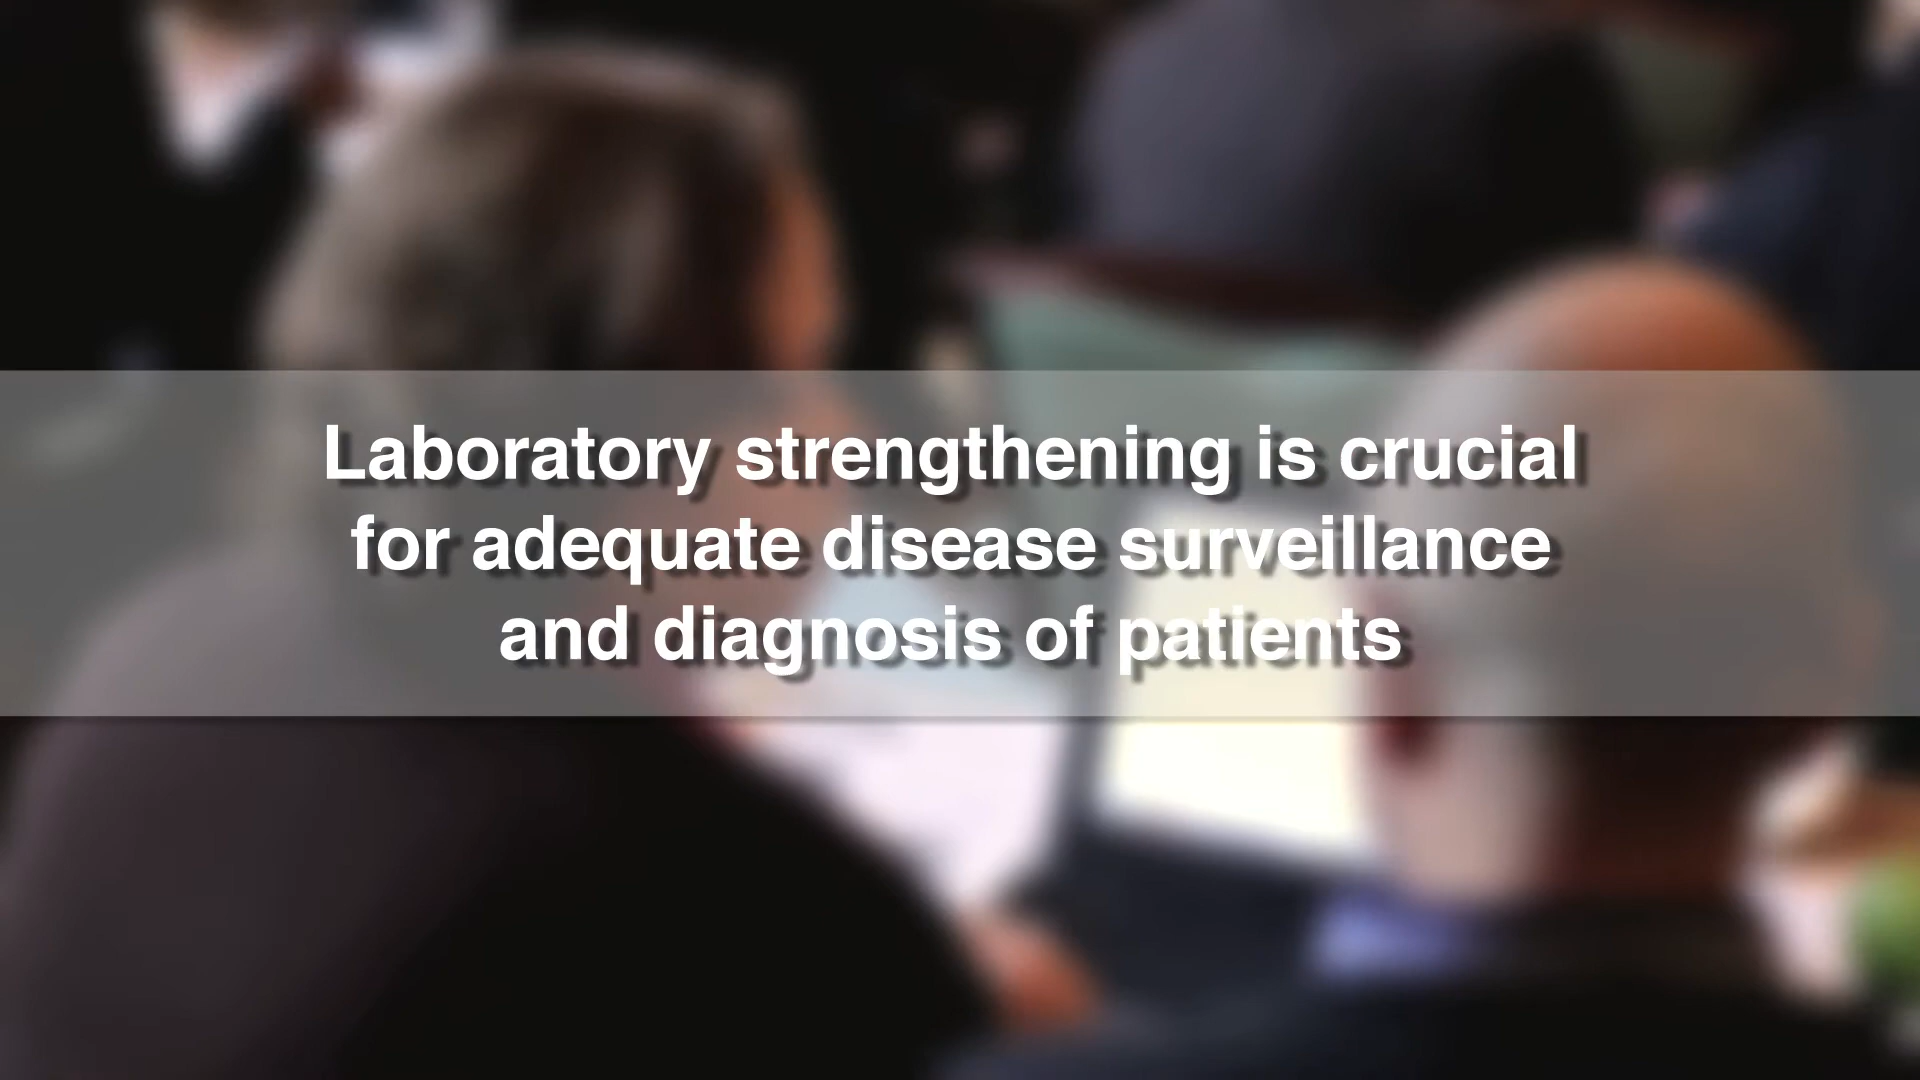 Laboratory strengthening is crucial
for adequate disease surveillance
and diagnosis of patients